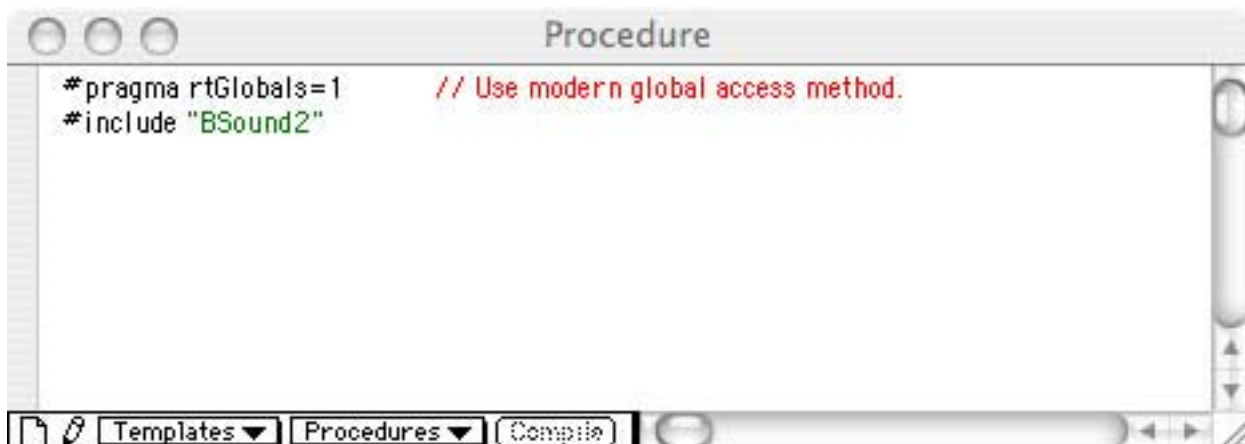 Procedure
#pragma rtGlobals=1 // Use modern global access method.
#include "BSound2"
Templates Procedures Compile